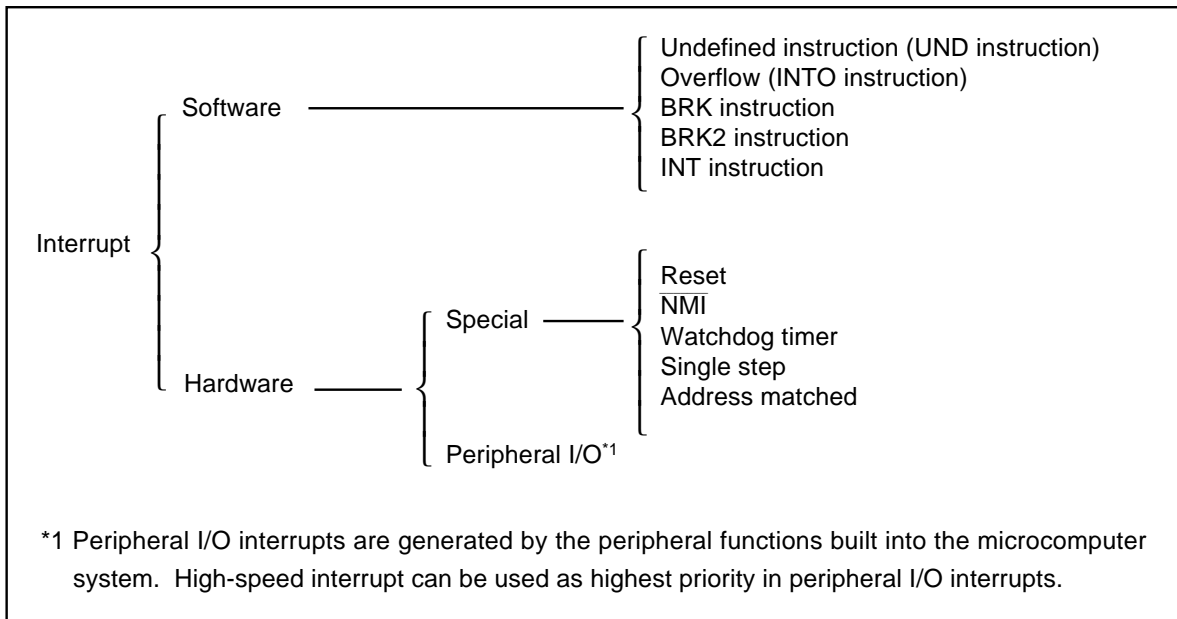 Undefined instruction (UND instruction)
Overflow (INTO instruction)
Software
BRK instruction
BRK2 instruction
INT instruction
Interrupt
Reset
N̅M̅I̅
Special
Watchdog timer
Single step
Hardware
Address matched
Peripheral I/O*1
*1 Peripheral I/O interrupts are generated by the peripheral functions built into the microcomputer
system. High-speed interrupt can be used as highest priority in peripheral I/O interrupts.